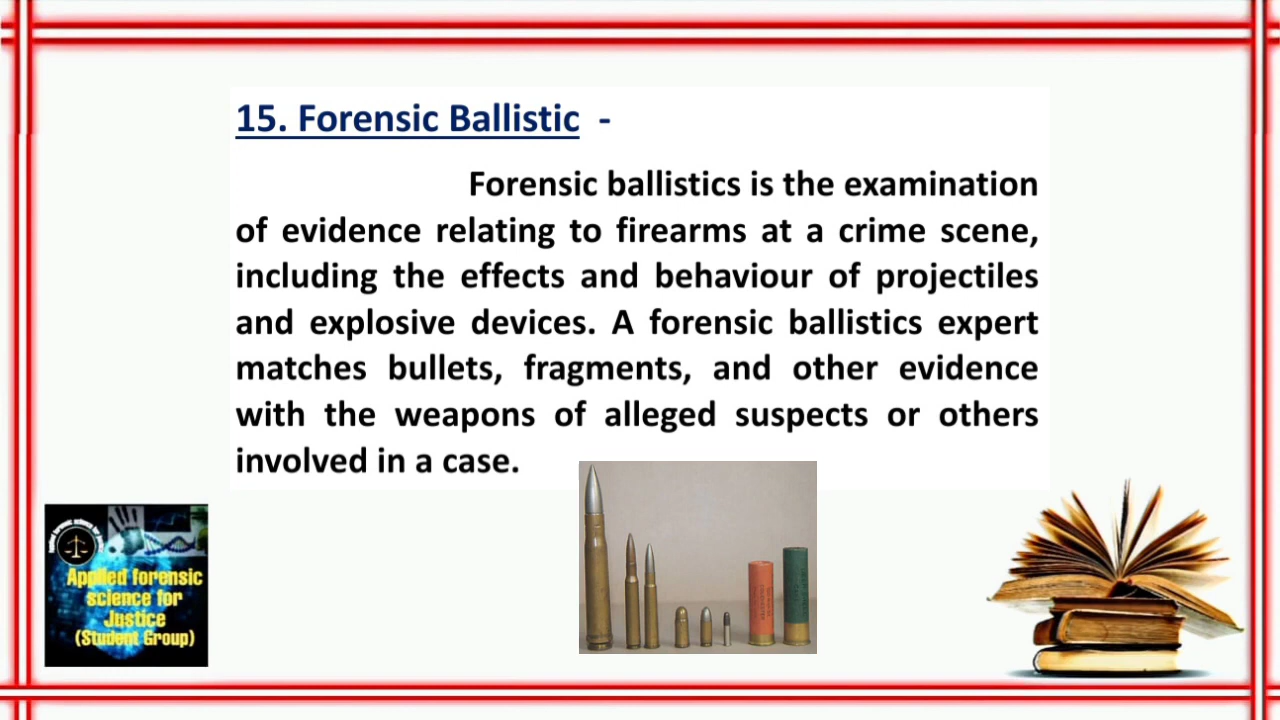 15. Forensic Ballistic -
Forensic ballistics is the examination
of evidence relating to firearms at a crime scene,
including the effects and behaviour of projectiles
and explosive devices. A forensic ballistics expert
matches bullets, fragments, and other evidence
with the weapons of alleged suspects or others
involved in a case.
Applied forensic
science for
Justice
(Student Group)